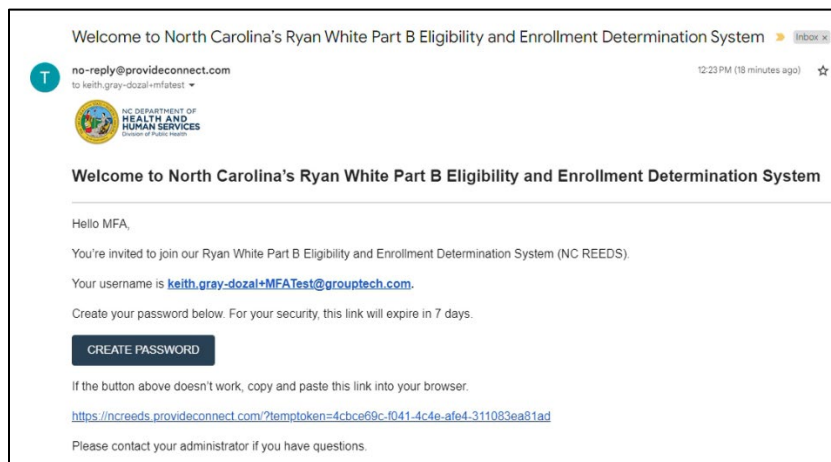 Welcome to North Carolina's Ryan White Part B Eligibility and Enrollment Determination System Inbox x
T
no-reply@provideconnect.com 12:23 PM (18 minutes ago)
to keith.gray-dozal+mfatest
NC DEPARTMENT OF
HEALTH AND
HUMAN SERVICES
Division of Public Health
Welcome to North Carolina's Ryan White Part B Eligibility and Enrollment Determination System
Hello MFA,
You're invited to join our Ryan White Part B Eligibility and Enrollment Determination System (NC REEDS).
Your username is keith.gray-dozal+MFATest@grouptech.com.
Create your password below. For your security, this link will expire in 7 days.
CREATE PASSWORD
If the button above doesn't work, copy and paste this link into your browser.
https://ncreeds.provideconnect.com/?temptoken=4cbce69c-f041-4c4e-afe4-311083ea81ad
Please contact your administrator if you have questions.